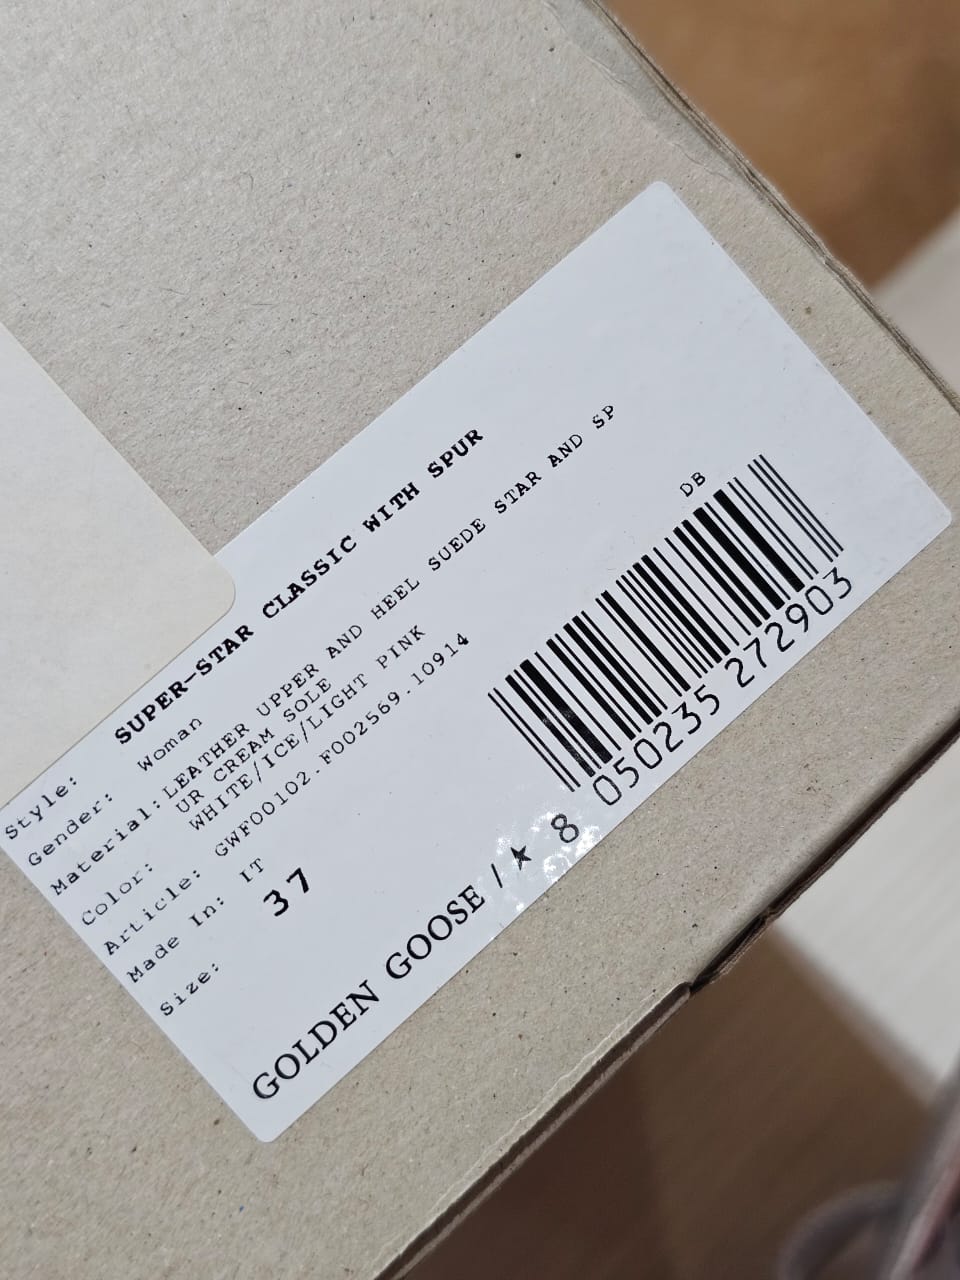 Style: SUPER-STAR CLASSIC WITH SPUR
Gender: Woman
Material: LEATHER UPPER AND HEEL SUEDE STAR AND SP
UR CREAM SOLE
Color: WHITE/ICE/LIGHT PINK
Article: GWF00102.F002569.10914
Made In: IT
Size: 37
DB
8 050235 272903
GOLDEN GOOSE /★